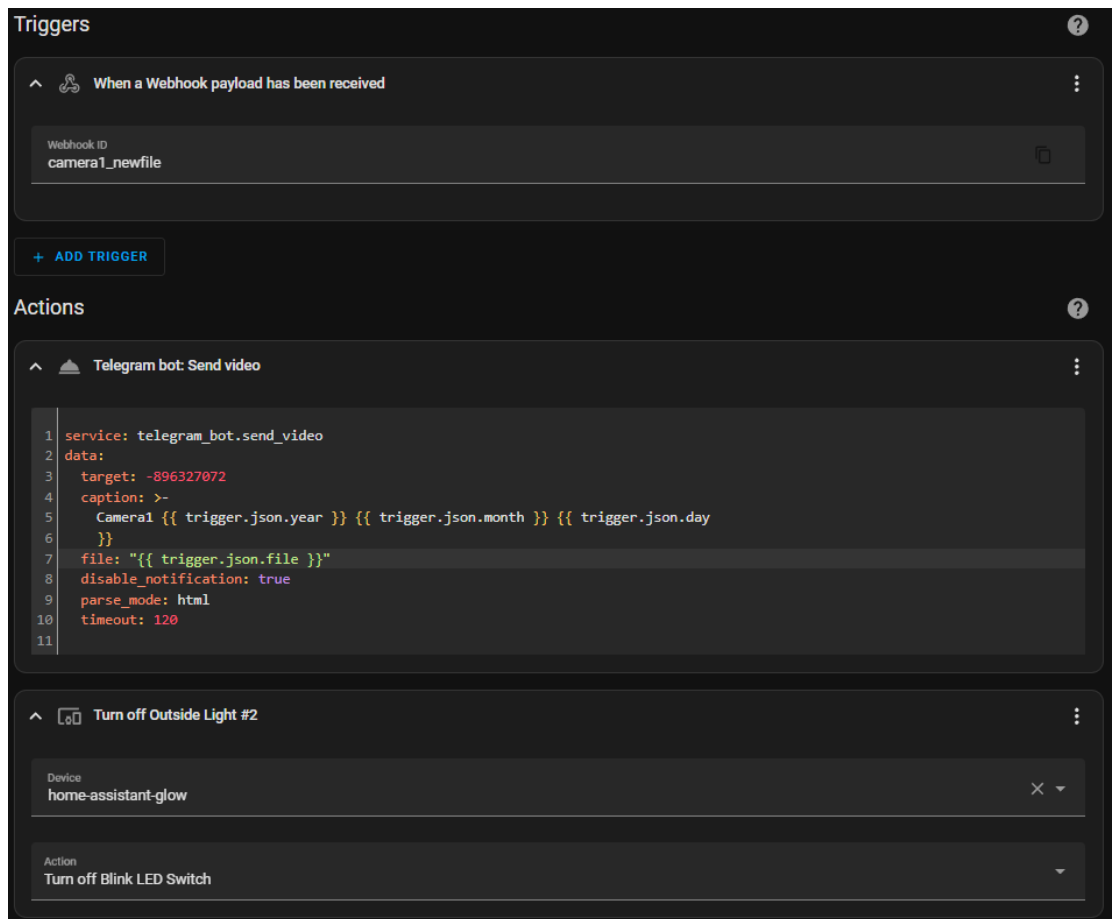 Triggers
When a Webhook payload has been received
Webhook ID
camera1_newfile
+ ADD TRIGGER
Actions
Telegram bot: Send video
1 service: telegram_bot.send_video
2 data:
3   target: -896327072
4   caption: >-
5     Camera1 {{ trigger.json.year }} {{ trigger.json.month }} {{ trigger.json.day
6     }}
7   file: "{{ trigger.json.file }}"
8   disable_notification: true
9   parse_mode: html
10   timeout: 120
11
Turn off Outside Light #2
Device
home-assistant-glow
Action
Turn off Blink LED Switch